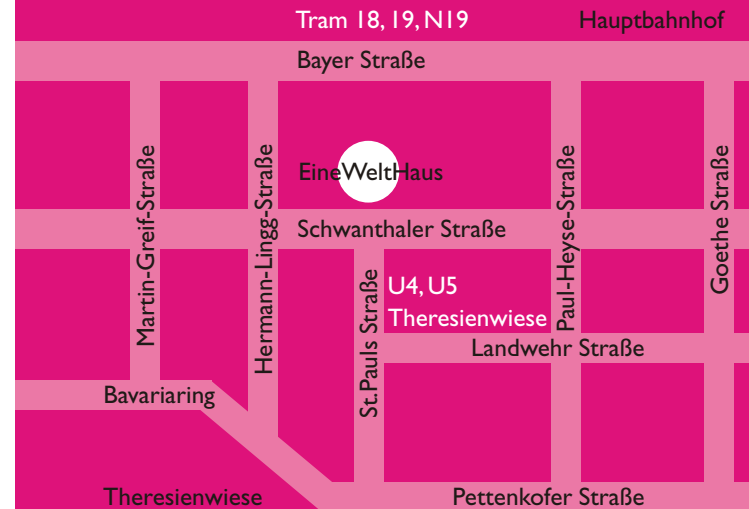 Tram 18, 19, N19
Hauptbahnhof
Bayer Straße
EineWeltHaus
Martin-Greif-Straße
Hermann-Lingg-Straße
Paul-Heyse-Straße
Goethe Straße
Schwanthaler Straße
St.Pauls Straße
U4, U5
Theresienwiese
Landwehr Straße
Bavariaring
Theresienwiese
Pettenkofer Straße